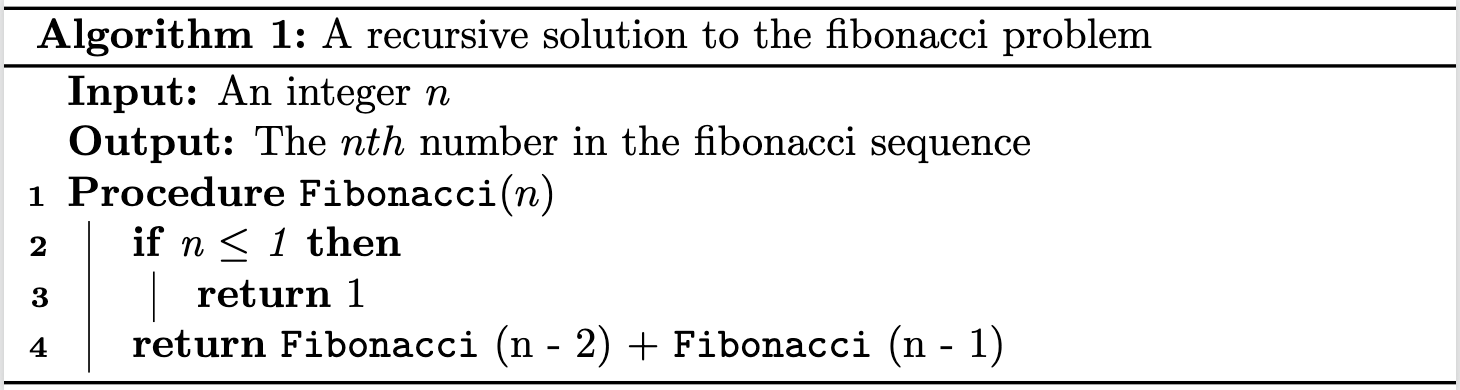 Algorithm 1: A recursive solution to the fibonacci problem
Input: An integer n
Output: The nth number in the fibonacci sequence
1 Procedure Fibonacci(n)
2 if n ≤ 1 then
3 return 1
4 return Fibonacci (n - 2) + Fibonacci (n - 1)